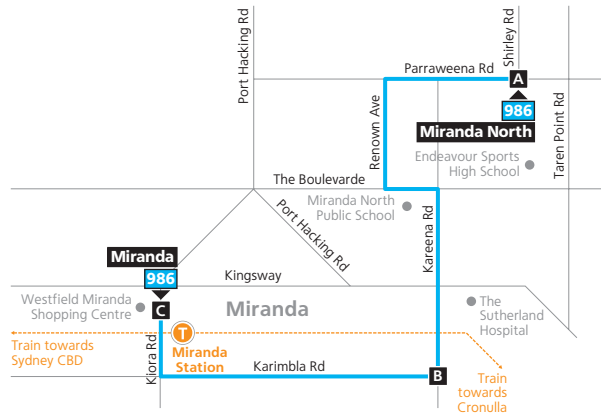 Port Hacking Rd
Shirley Rd
Parraweena Rd
A
986
Miranda North
Renown Ave
Taren Point Rd
Endeavour Sports
High School
The Boulevarde
Miranda North
Public School
Port Hacking Rd
Kareena Rd
Miranda
986
Kingsway
Westfield Miranda
Shopping Centre
C
Miranda
The
Sutherland
Hospital
Train towards
Sydney CBD
T
Miranda
Station
Kiora Rd
Karimbla Rd
B
Train
towards
Cronulla